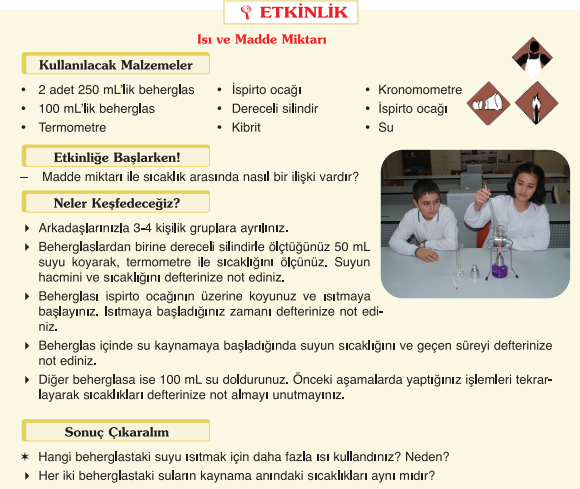 ETKİNLİK
Isı ve Madde Miktarı
Kullanılacak Malzemeler
• 2 adet 250 mL'lik beherglas
• 100 mL'lik beherglas
• Termometre
• İspirto ocağı
• Dereceli silindir
• Kibrit
• Kronomometre
• İspirto ocağı
• Su
Etkinliğe Başlarken!
– Madde miktarı ile sıcaklık arasında nasıl bir ilişki vardır?
Neler Keşfedeceğiz?
Arkadaşlarınızla 3-4 kişilik gruplara ayrılınız.
Beherglaslardan birine dereceli silindirle ölçtüğünüz 50 mL
suyu koyarak, termometre ile sıcaklığını ölçünüz. Suyun
hacmini ve sıcaklığını defterinize not ediniz.
Beherglası ispirto ocağının üzerine koyunuz ve ısıtmaya
başlayınız. Isıtmaya başladığınız zamanı defterinize not edi-
niz.
Beherglas içinde su kaynamaya başladığında suyun sıcaklığını ve geçen süreyi defterinize
not ediniz.
Diğer beherglasa ise 100 mL su doldurunuz. Önceki aşamalarda yaptığınız işlemleri tekrar-
layarak sıcaklıkları defterinize not almayı unutmayınız.
Sonuç Çıkaralım
✶ Hangi beherglastaki suyu ısıtmak için daha fazla ısı kullandınız? Neden?
Her iki beherglastaki suların kaynama anındaki sıcaklıkları aynı mıdır?